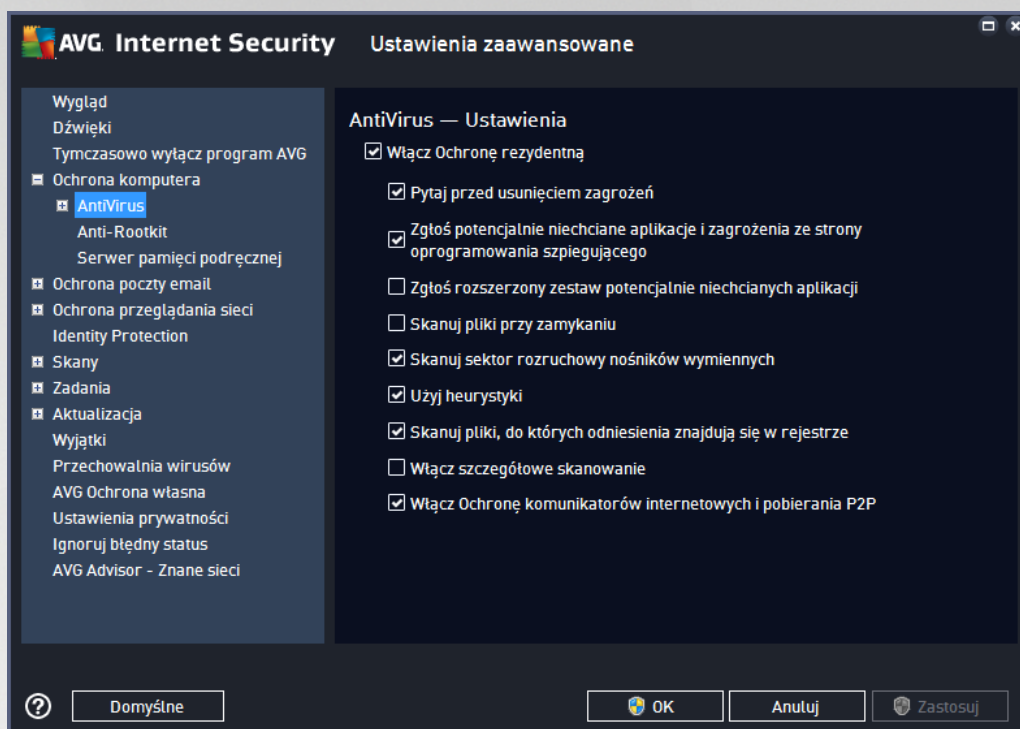 AVG. Internet Security Ustawienia zaawansowane
Wygląd
Dźwięki
Tymczasowo wyłącz program AVG
Ochrona komputera
AntiVirus
Anti-Rootkit
Serwer pamięci podręcznej
Ochrona poczty email
Ochrona przeglądania sieci
Identity Protection
Skany
Zadania
Aktualizacja
Wyjątki
Przechowalnia wirusów
AVG Ochrona własna
Ustawienia prywatności
Ignoruj błędny status
AVG Advisor - Znane sieci
AntiVirus — Ustawienia
Włącz Ochronę rezydentną
Pytaj przed usunięciem zagrożeń
Zgłoś potencjalnie niechciane aplikacje i zagrożenia ze strony
oprogramowania szpiegującego
Zgłoś rozszerzony zestaw potencjalnie niechcianych aplikacji
Skanuj pliki przy zamykaniu
Skanuj sektor rozruchowy nośników wymiennych
Użyj heurystyki
Skanuj pliki, do których odniesienia znajdują się w rejestrze
Włącz szczegółowe skanowanie
Włącz Ochronę komunikatorów internetowych i pobierania P2P
? Domyślne OK Anuluj Zastosuj